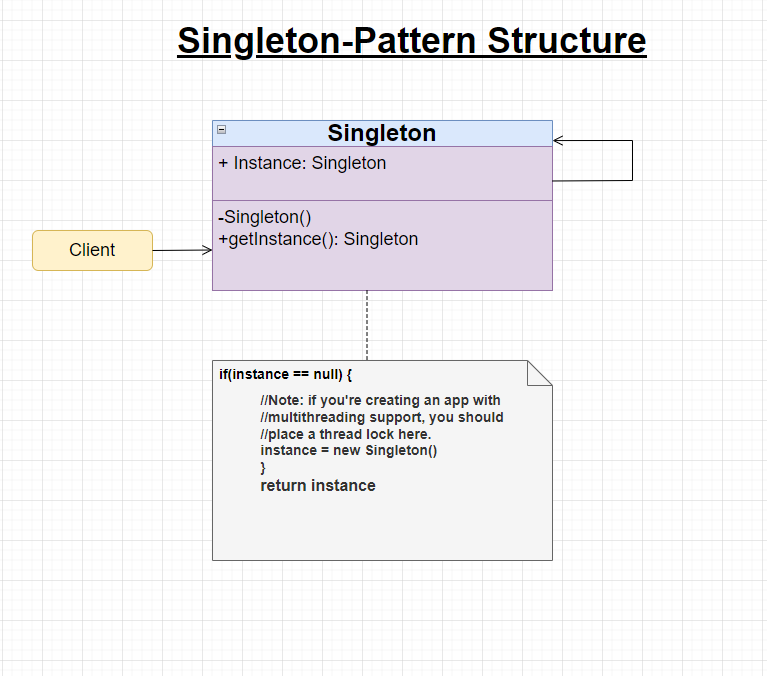 Singleton-Pattern Structure
Singleton
+ Instance: Singleton
-Singleton()
+getInstance(): Singleton
Client
if(instance == null) {
//Note: if you're creating an app with
//multithreading support, you should
//place a thread lock here.
instance = new Singleton()
}
return instance